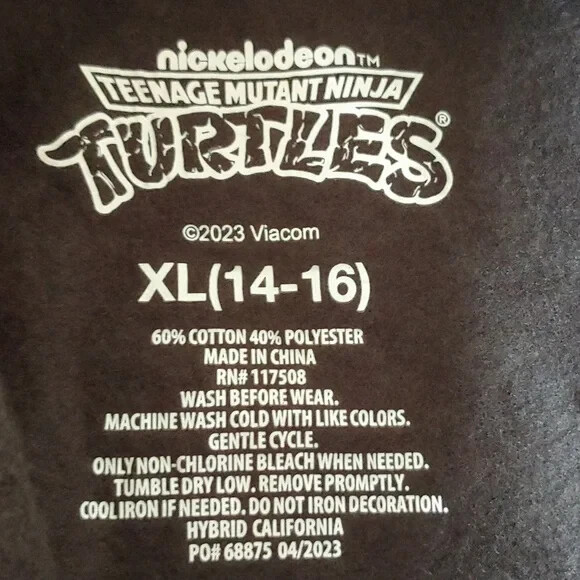 nickelodeon™
TEENAGE MUTANT NINJA
TURTLES®
©2023 Viacom
XL(14-16)
60% COTTON 40% POLYESTER
MADE IN CHINA
RN# 117508
WASH BEFORE WEAR.
MACHINE WASH COLD WITH LIKE COLORS.
GENTLE CYCLE.
ONLY NON-CHLORINE BLEACH WHEN NEEDED.
TUMBLE DRY LOW. REMOVE PROMPTLY.
COOL IRON IF NEEDED. DO NOT IRON DECORATION.
HYBRID CALIFORNIA
PO# 68875 04/2023